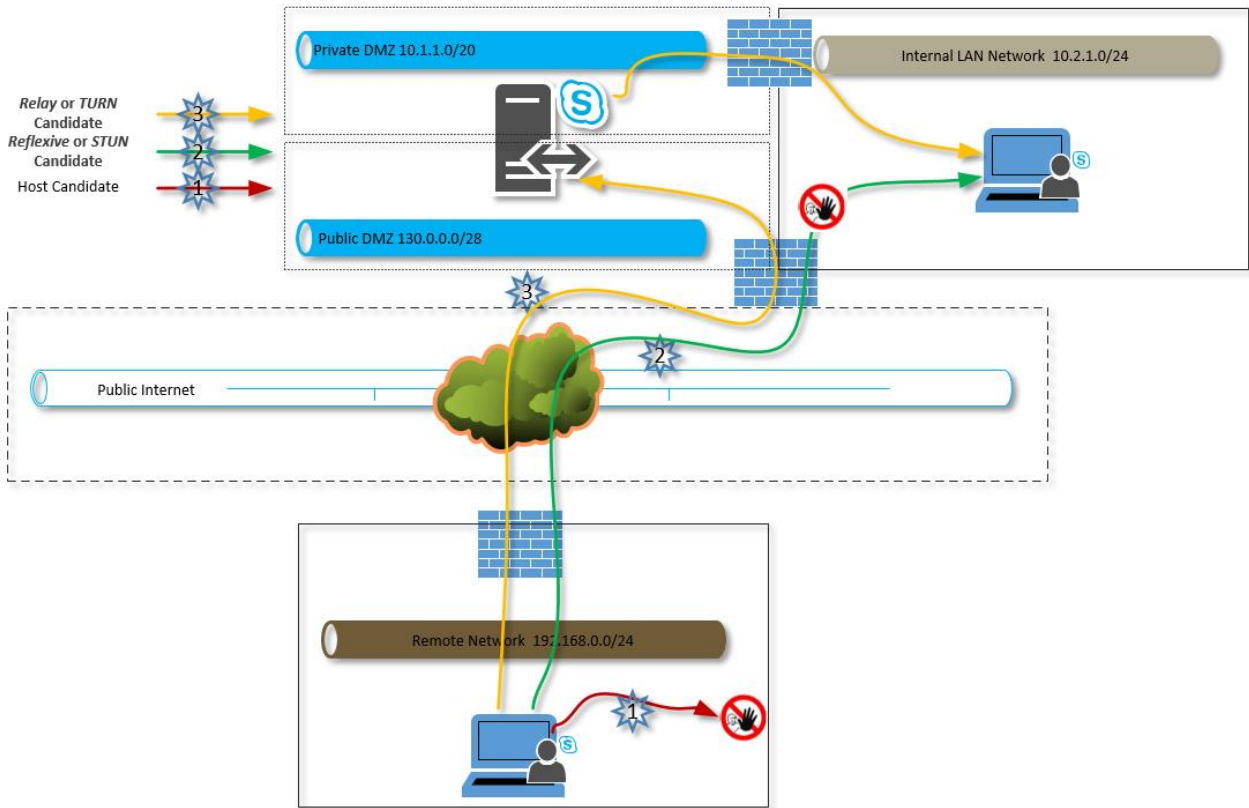 Private DMZ 10.1.1.0/20
Internal LAN Network 10.2.1.0/24
Relay or TURN
Candidate
3
Reflexive or STUN
Candidate
2
Host Candidate
1
S
S
Public DMZ 130.0.0.0/28
3
2
Public Internet
Remote Network 192.168.0.0/24
1
S